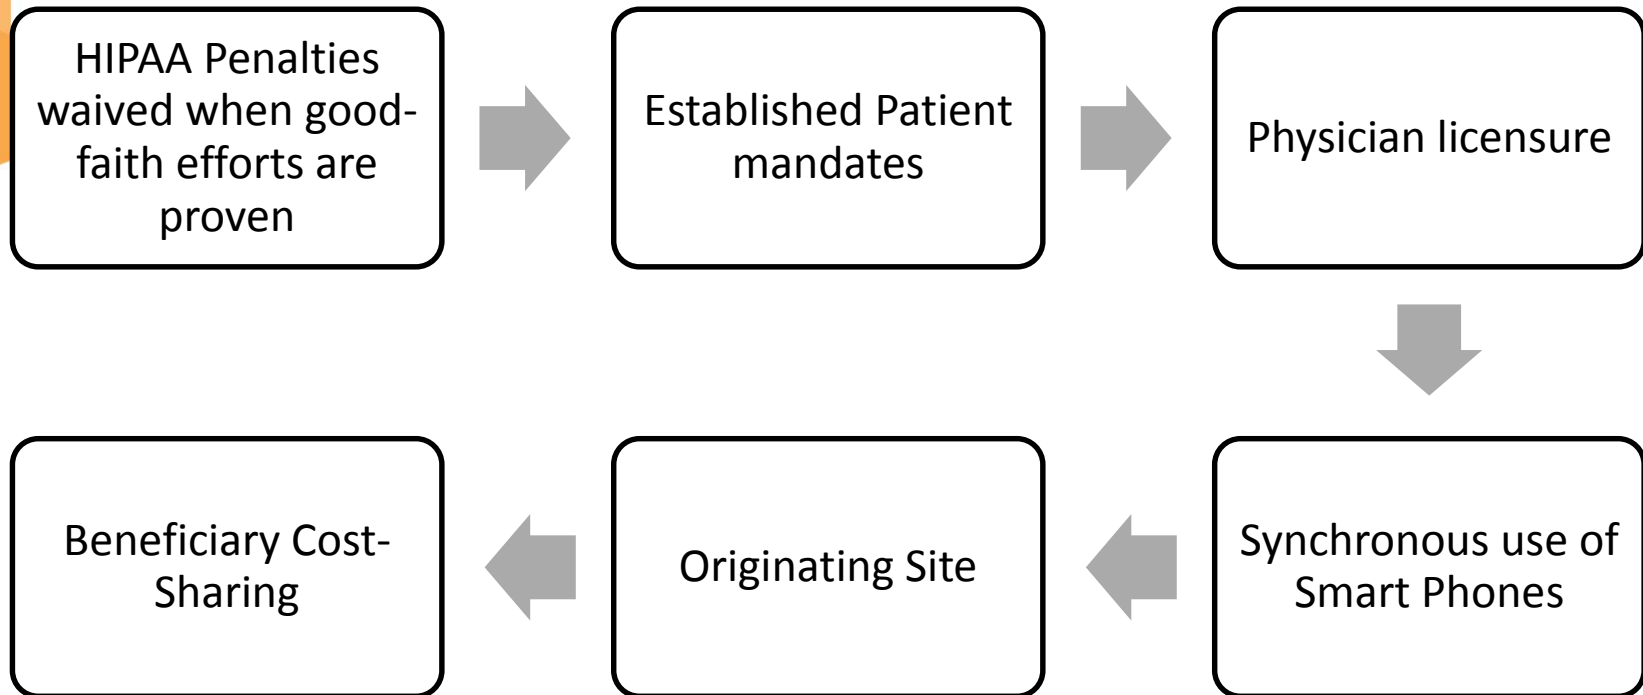 HIPAA Penalties
waived when good-
faith efforts are
proven
Established Patient
mandates
Physician licensure
Synchronous use of
Smart Phones
Originating Site
Beneficiary Cost-
Sharing